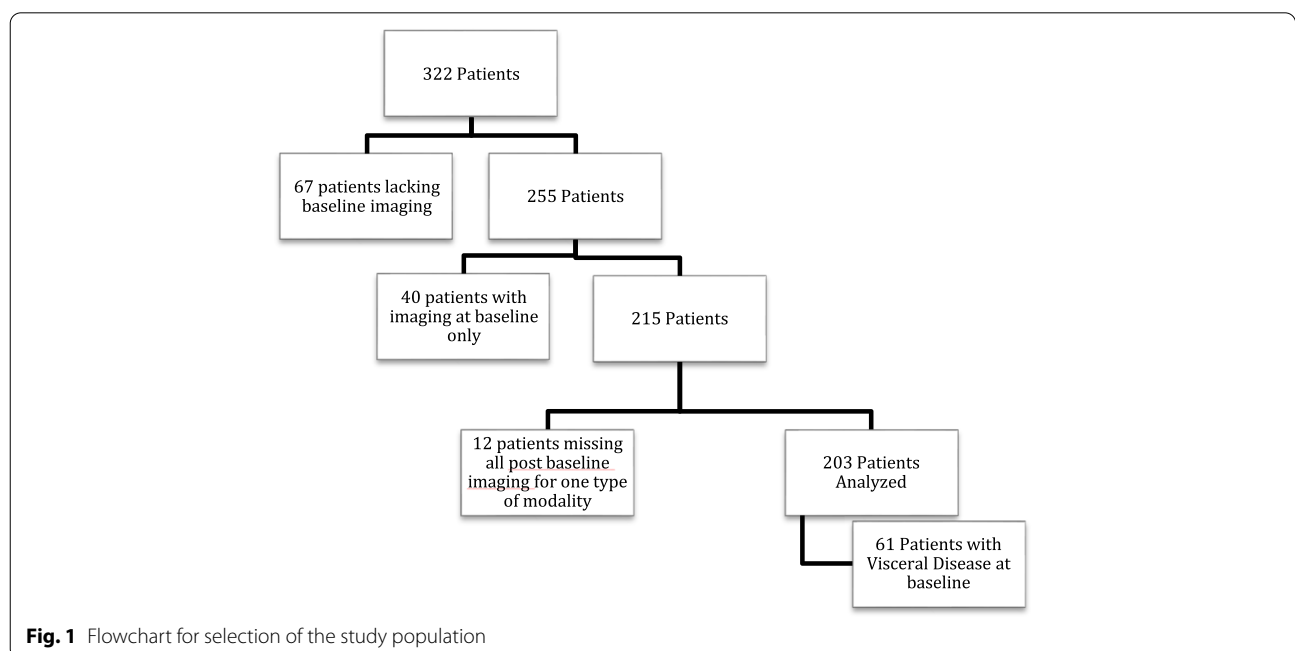 322 Patients
67 patients lacking
baseline imaging
255 Patients
40 patients with
imaging at baseline
only
215 Patients
12 patients missing
all post baseline
imaging for one type
of modality
203 Patients
Analyzed
61 Patients with
Visceral Disease at
baseline
Fig. 1 Flowchart for selection of the study population